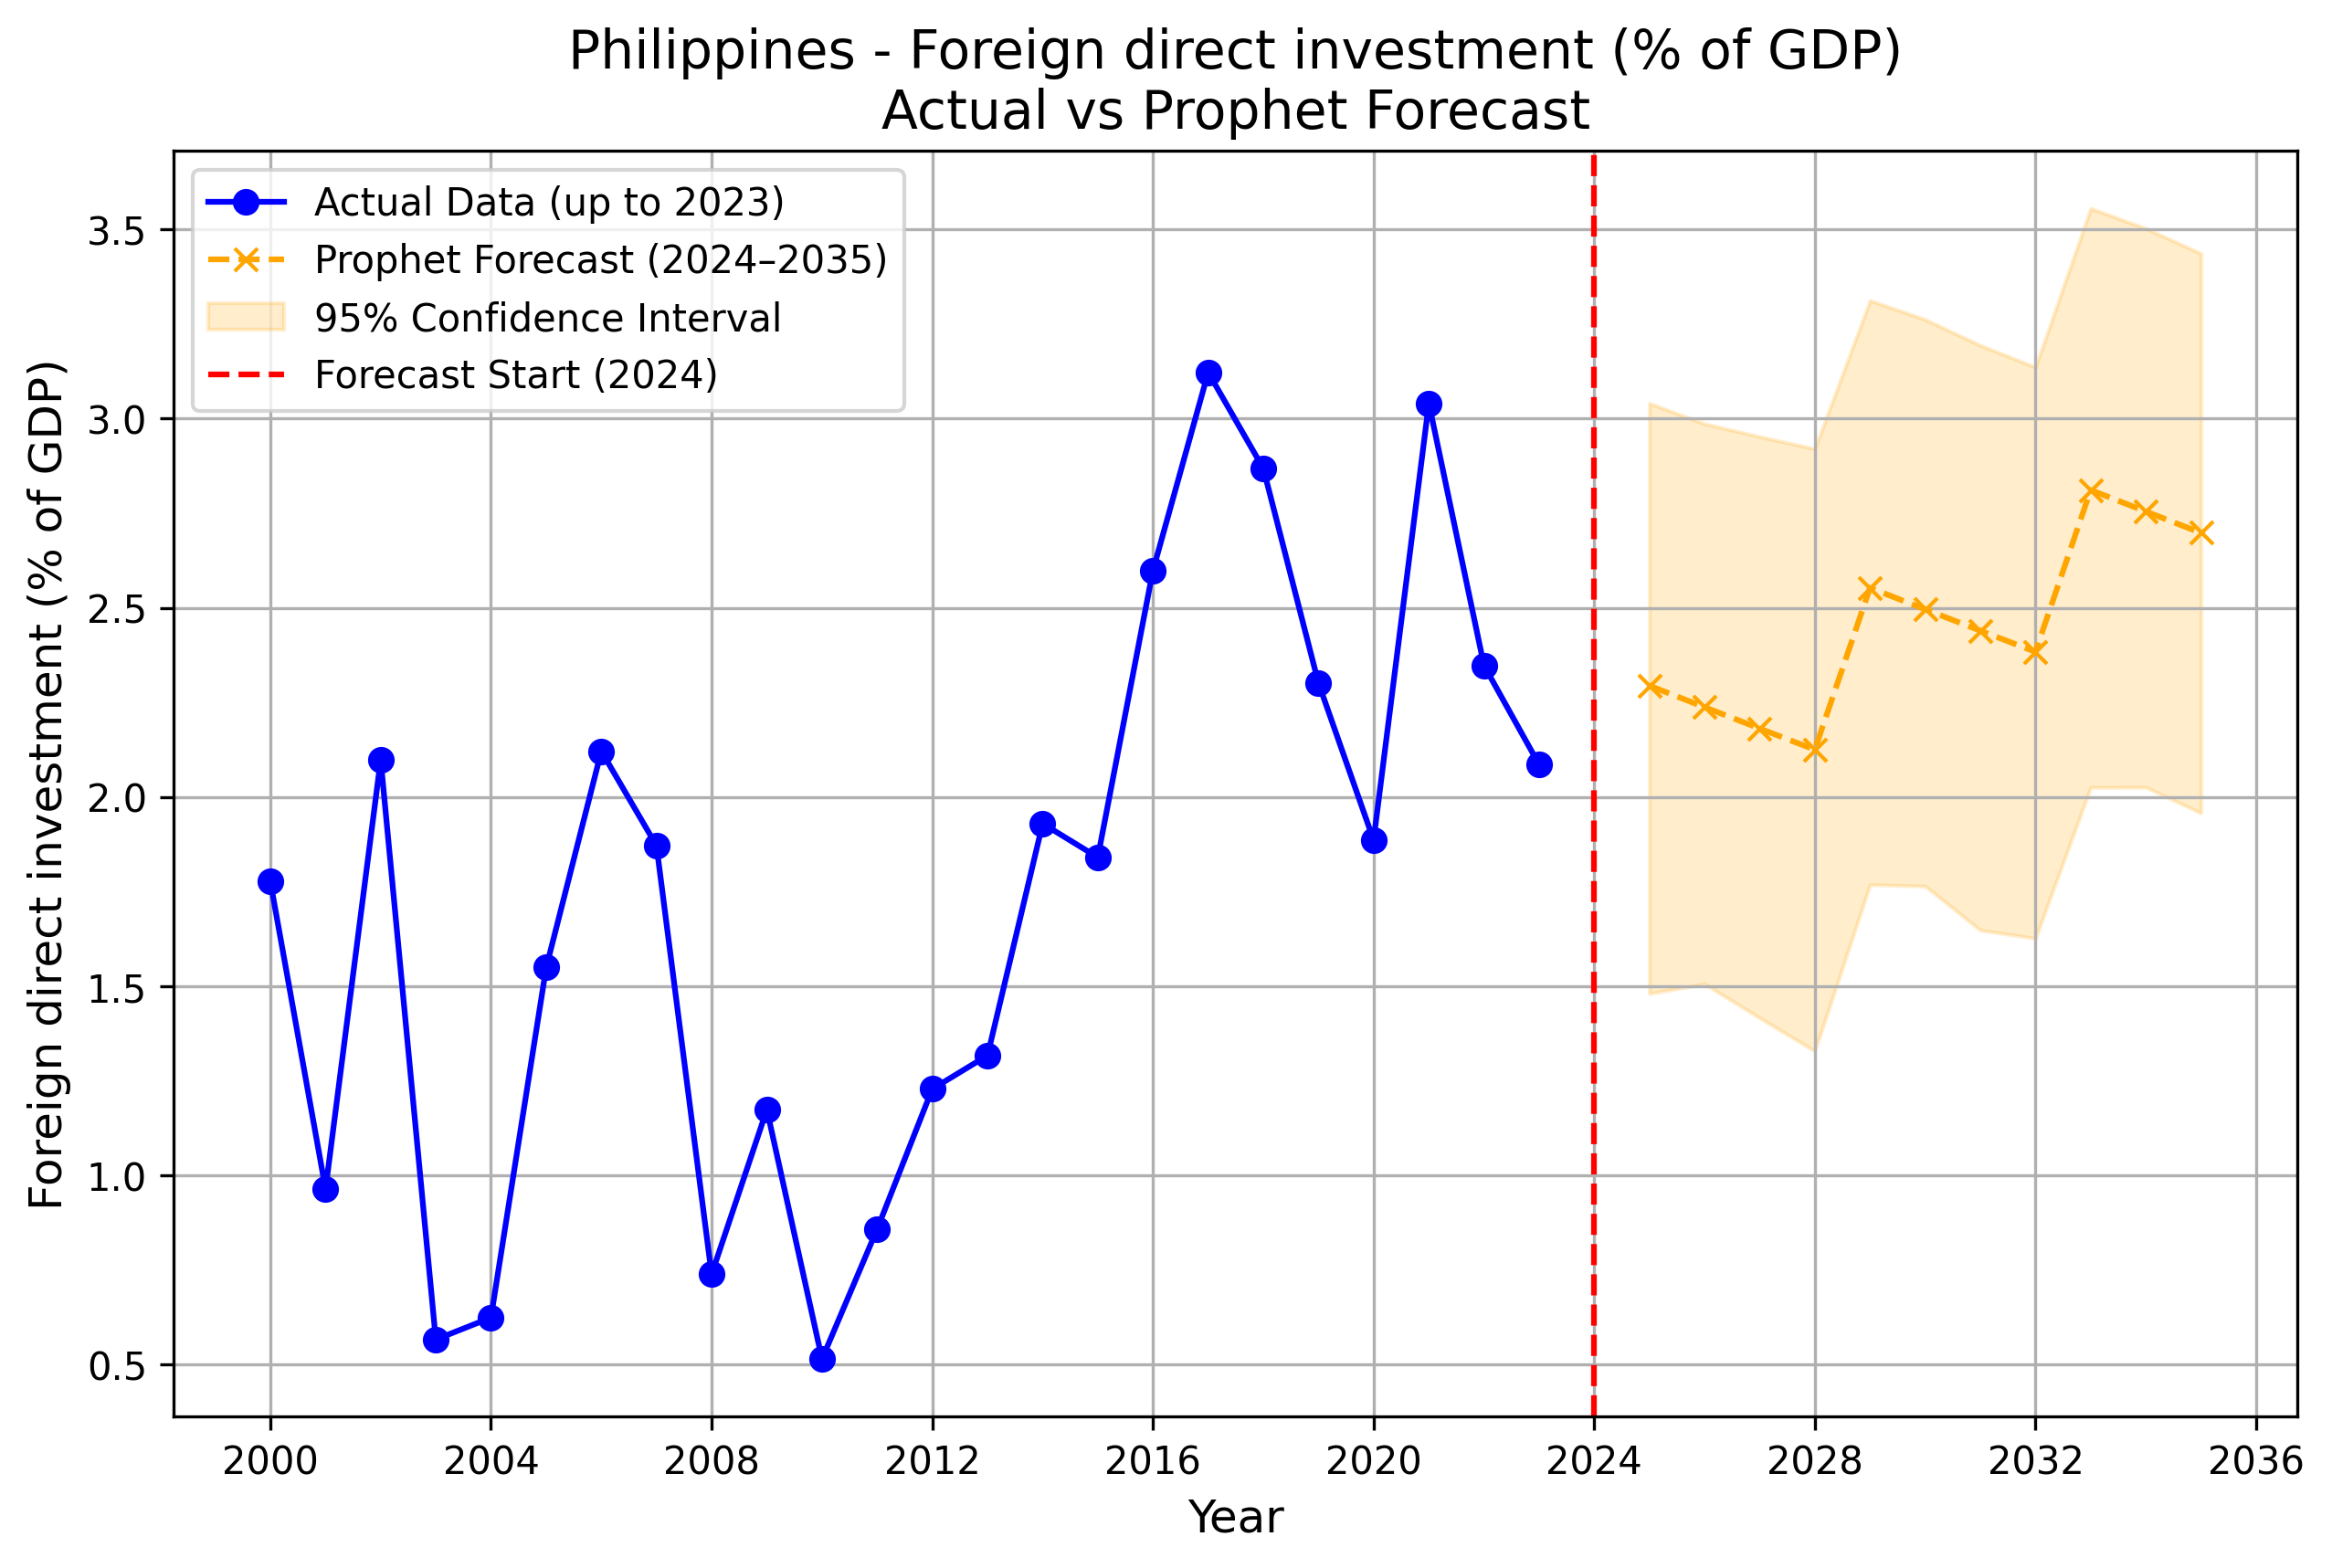 Philippines - Foreign direct investment (% of GDP)
Actual vs Prophet Forecast
Actual Data (up to 2023)
Prophet Forecast (2024–2035)
95% Confidence Interval
Forecast Start (2024)
Foreign direct investment (% of GDP)
3.5
3.0
2.5
2.0
1.5
1.0
0.5
2000 2004 2008 2012 2016 2020 2024 2028 2032 2036
Year